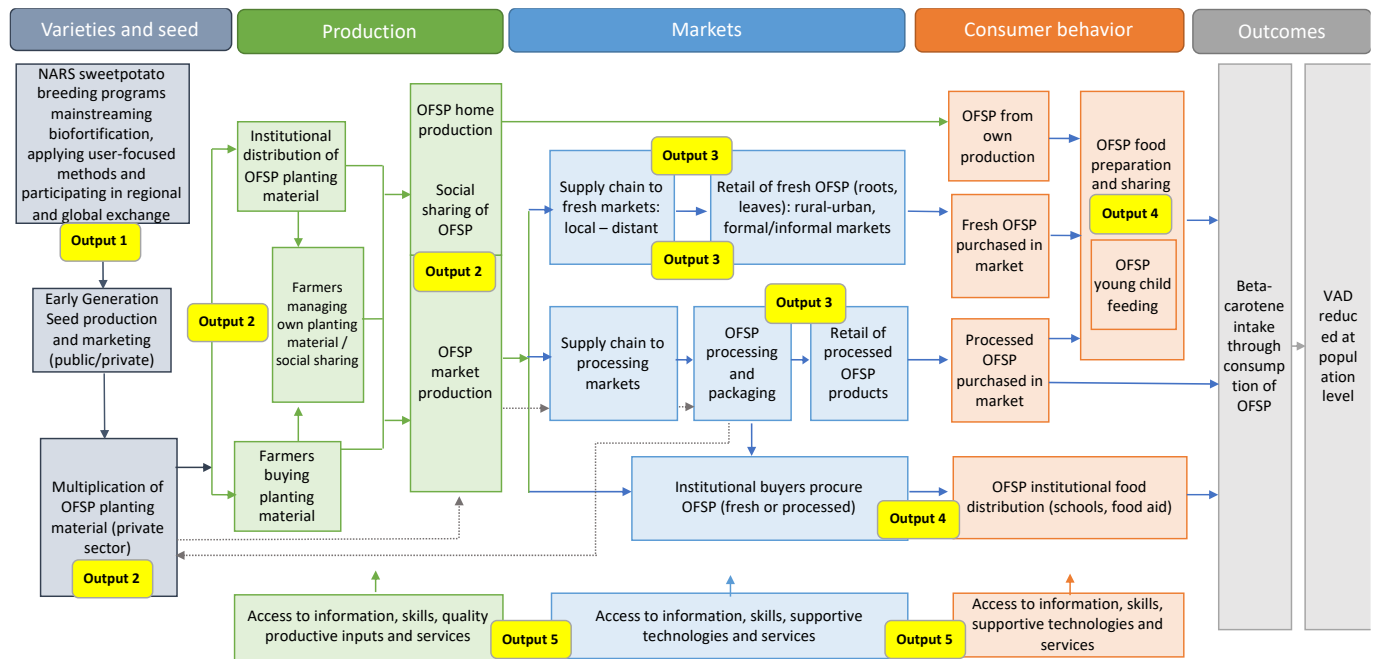 Varieties and seed
Production
Markets
Consumer behavior
Outcomes
NARS sweetpotato
breeding programs
mainstreaming
biofortification,
applying user-focused
methods and
participating in regional
and global exchange
Output 1
Early Generation
Seed production
and marketing
(public/private)
Multiplication of
OFSP planting
material (private
sector)
Output 2
Output 2
Institutional
distribution of
OFSP planting
material
Farmers
managing own
planting
material /
social sharing
Farmers
buying
planting
material
OFSP home
production
Social
sharing of
OFSP
Output 2
OFSP
market
production
Output 3
Supply chain to
fresh markets:
local – distant
Retail of fresh OFSP (roots,
leaves): rural-urban,
formal/informal markets
Output 3
Output 3
Supply chain to
processing
markets
OFSP
processing
and
packaging
Retail of
processed
OFSP
products
Institutional buyers procure
OFSP (fresh or processed)
Output 4
OFSP from
own
production
Fresh OFSP
purchased in
market
Processed
OFSP
purchased in
market
OFSP food
preparation
and sharing
Output 4
OFSP
young child
feeding
OFSP institutional food
distribution (schools, food aid)
Beta-
carotene
intake
through
consump
tion of
OFSP
VAD
reduc
ed at
popul
ation
level
Access to information, skills, quality
productive inputs and services
Output 5
Access to information, skills, supportive
technologies and services
Output 5
Access to information, skills,
supportive technologies and
services